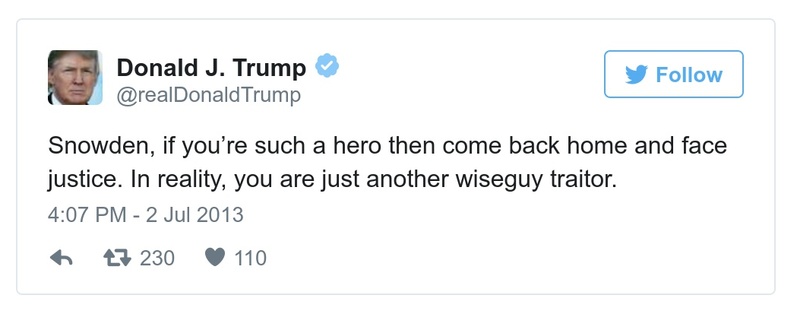 Donald J. Trump
@realDonaldTrump
Follow
Snowden, if you’re such a hero then come back home and face
justice. In reality, you are just another wiseguy traitor.
4:07 PM - 2 Jul 2013
230 110